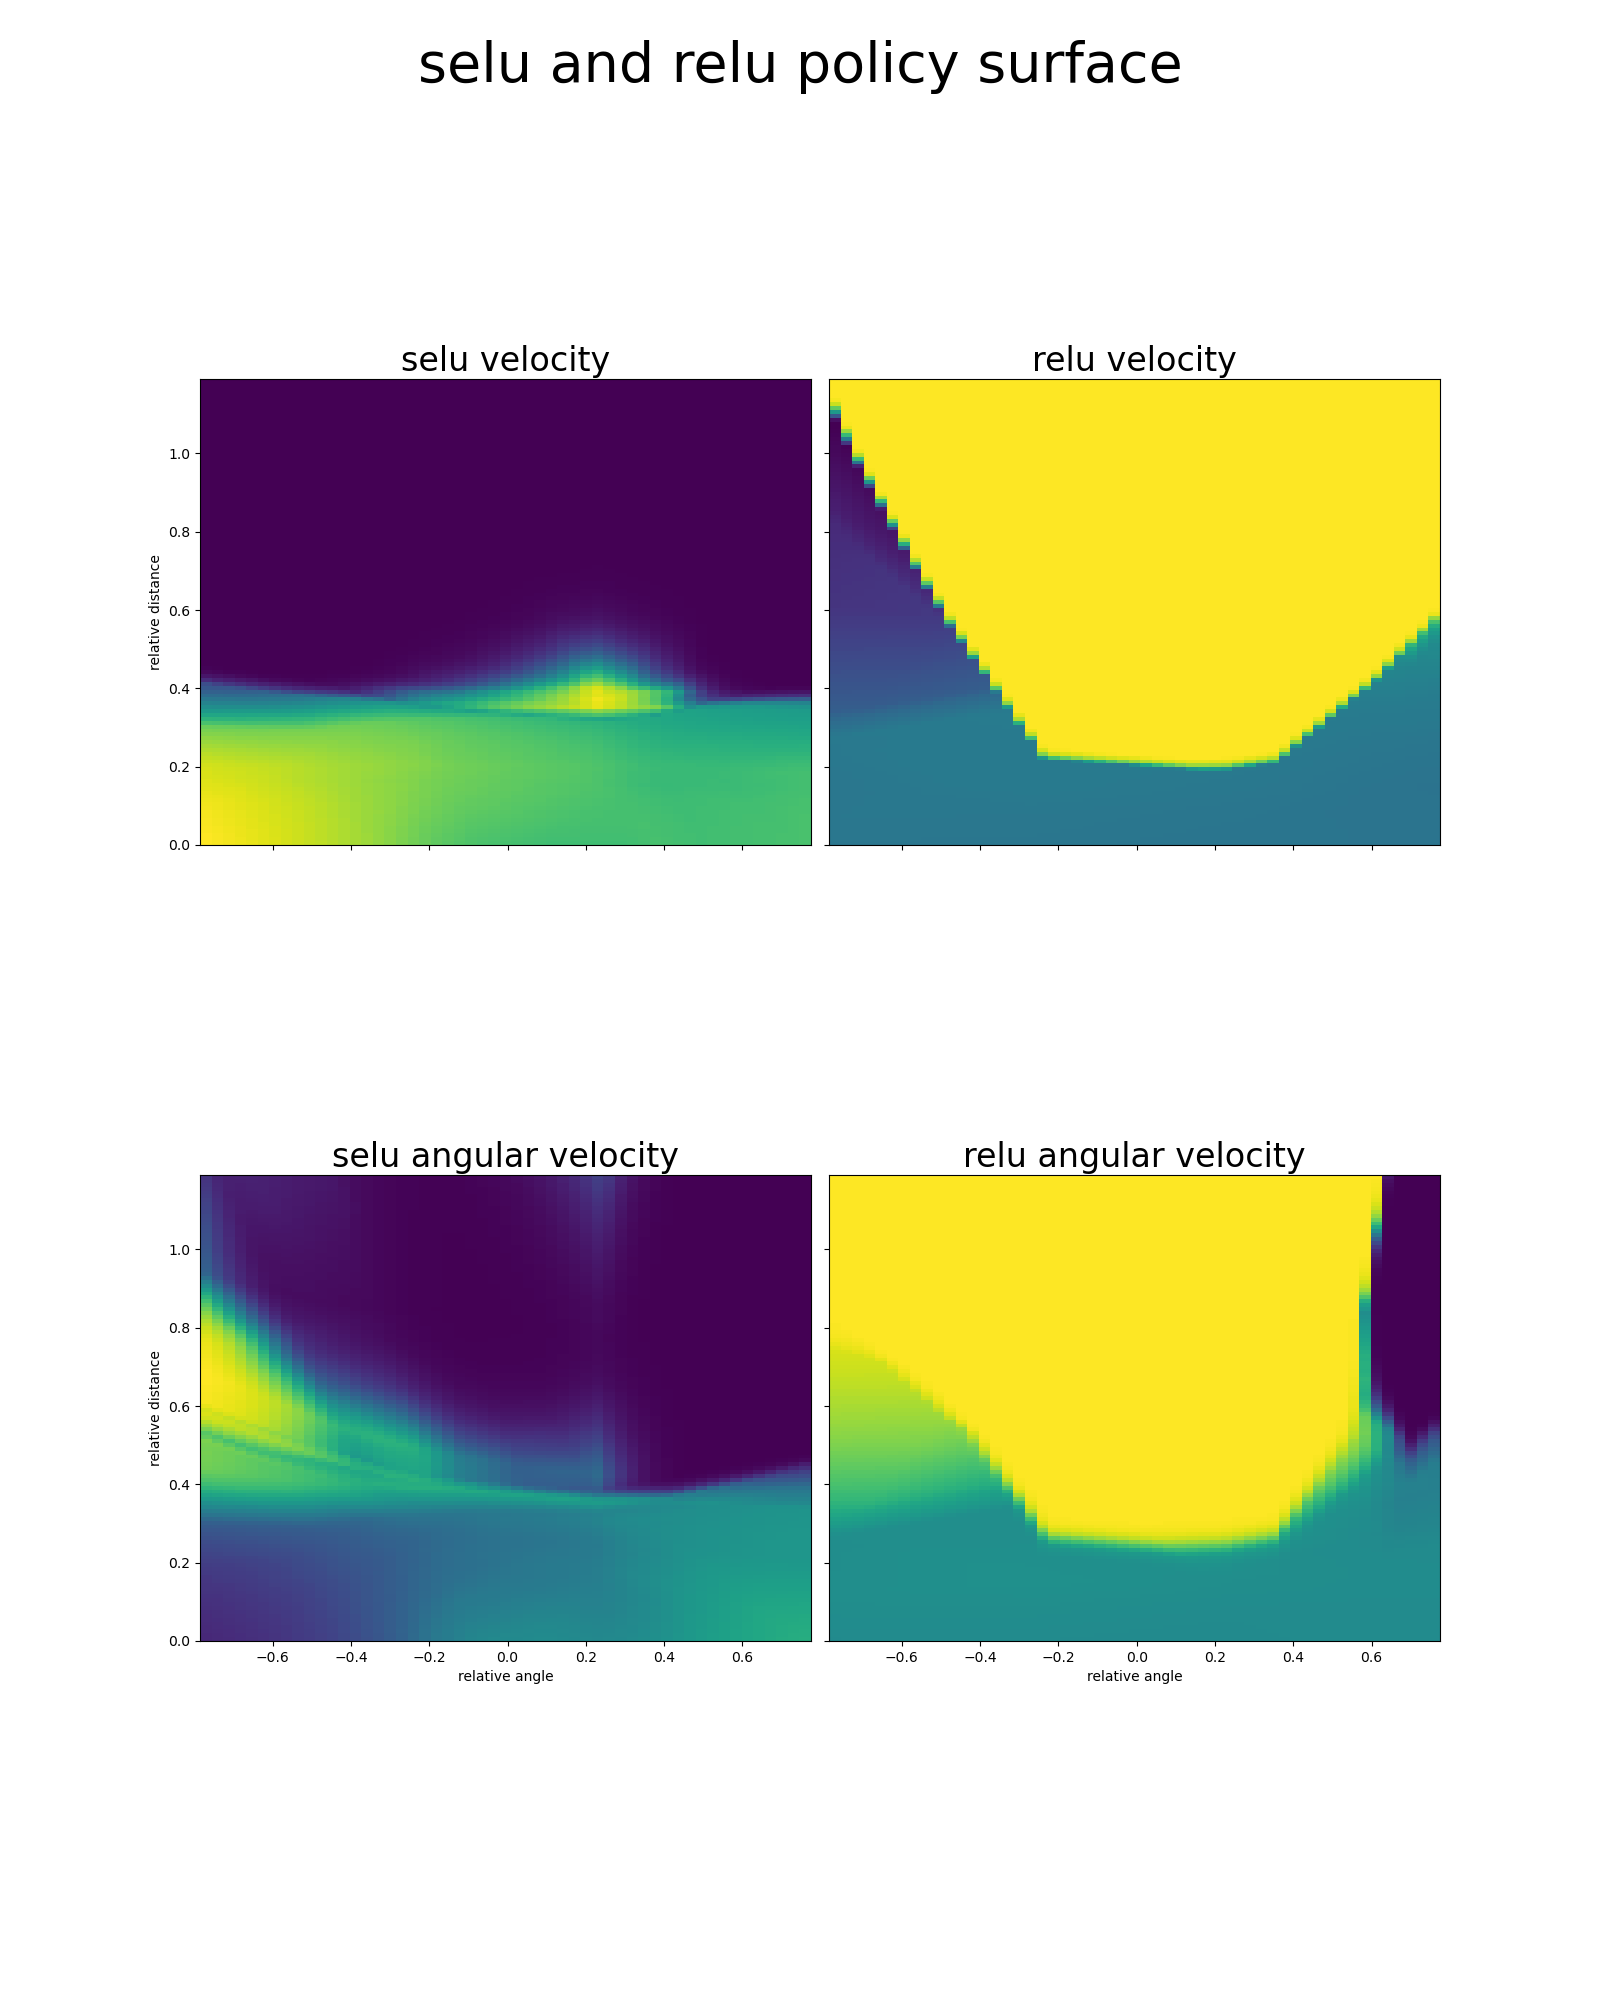 selu and relu policy surface
selu velocity
relu velocity
1.0
0.8
0.6
0.4
0.2
0.0
relative distance
selu angular velocity
relu angular velocity
1.0
0.8
0.6
0.4
0.2
0.0
relative distance
−0.6 −0.4 −0.2 0.0 0.2 0.4 0.6
−0.6 −0.4 −0.2 0.0 0.2 0.4 0.6
relative angle
relative angle